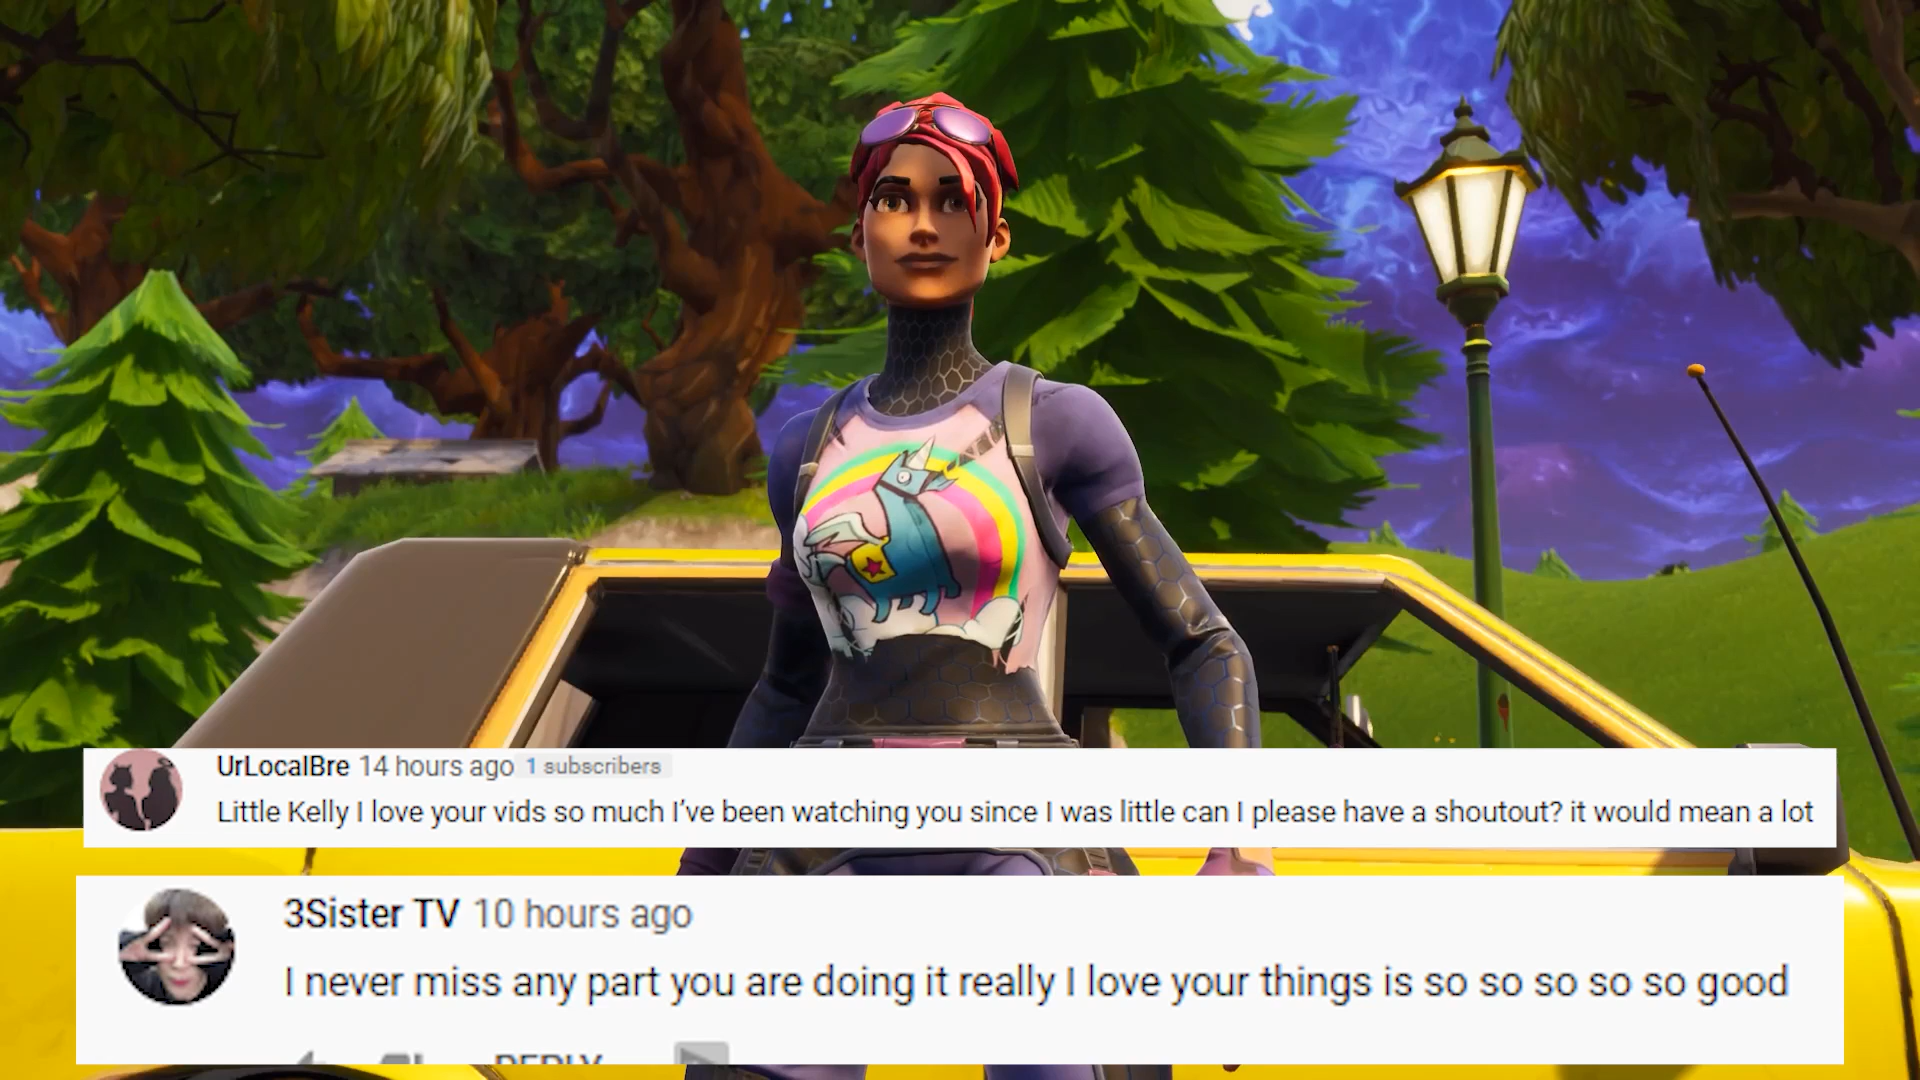 UrLocalBre 14 hours ago 1 subscribers
Little Kelly I love your vids so much I’ve been watching you since I was little can I please have a shoutout? it would mean a lot
3Sister TV 10 hours ago
I never miss any part you are doing it really I love your things is so so so so so good
REPLY